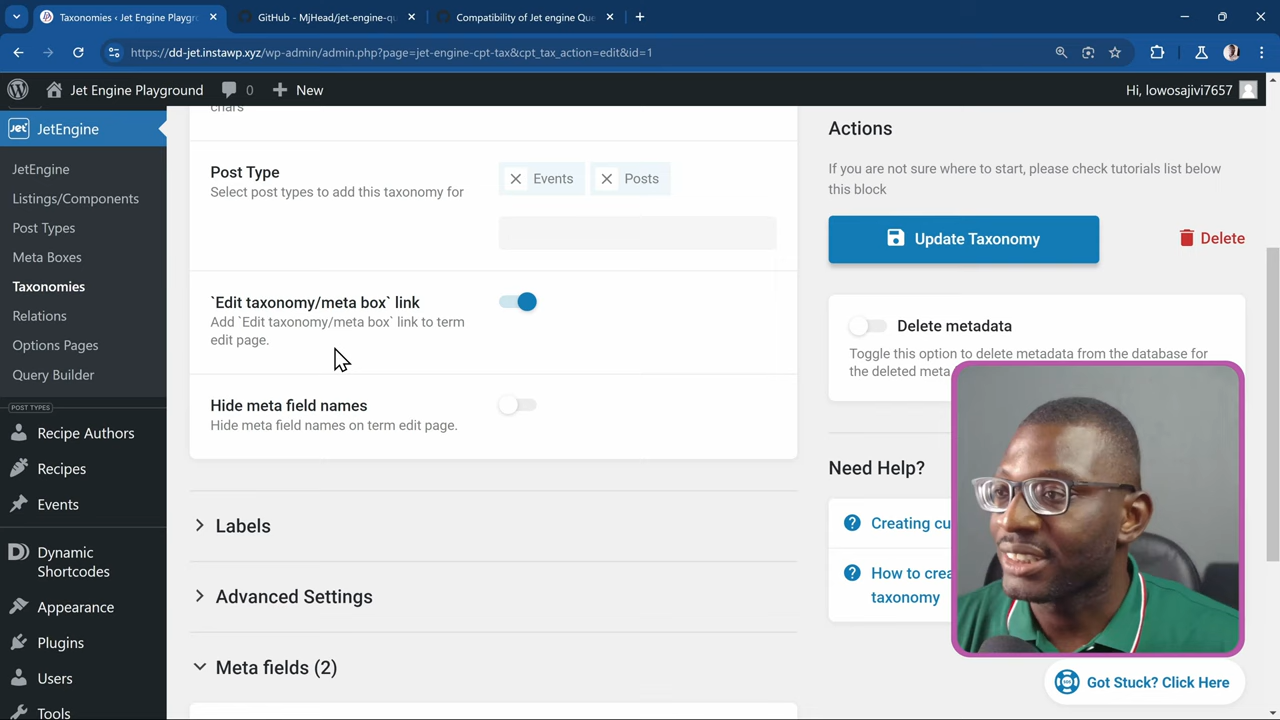 Taxonomies ‹ Jet Engine Playgr
GitHub - MjHead/jet-engine-qu
Compatibility of Jet engine Que
https://dd-jet.instawp.xyz/wp-admin/admin.php?page=jet-engine-cpt-tax&cpt_tax_action=edit&id=1
Jet Engine Playground
0
New
Hi, lowosajivi7657
Jet
JetEngine
JetEngine
Listings/Components
Post Types
Meta Boxes
Taxonomies
Relations
Options Pages
Query Builder
POST TYPES
Recipe Authors
Recipes
Events
Dynamic
Shortcodes
Appearance
Plugins
Users
Tools
chars
Post Type
Select post types to add this taxonomy for
Events
Posts
`Edit taxonomy/meta box` link
Add `Edit taxonomy/meta box` link to term
edit page.
Hide meta field names
Hide meta field names on term edit page.
Labels
Advanced Settings
Meta fields (2)
Actions
If you are not sure where to start, please check tutorials list below
this block
Update Taxonomy
Delete
Delete metadata
Toggle this option to delete metadata from the database for
the deleted meta
Need Help?
Creating cu
How to crea
taxonomy
Got Stuck? Click Here